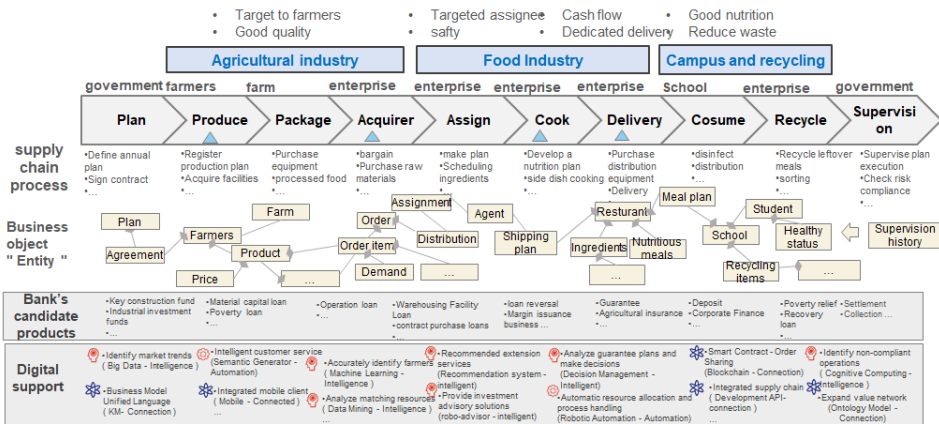 • Target to farmers
• Good quality
• Targeted assignee
• safty
• Cash flow
• Dedicated delivery
• Good nutrition
• Reduce waste
Agricultural industry
Food Industry
Campus and recycling
government farmers farm enterprise enterprise enterprise enterprise School enterprise government
Plan Produce Package Acquirer Assign Cook Delivery Cosume Recycle Supervisi
on
supply
chain
process
•Define annual
plan
•Sign contract
•...
•Register
production plan
•Acquire facilities
•...
•Purchase
equipment
•processed food
•...
•bargain
•Purchase raw
materials
•...
•make plan
•Scheduling
ingredients
•...
•Develop a
nutrition plan
•side dish cooking
•...
•Purchase
distribution
equipment
•Delivery
•...
•disinfect
•distribution
•...
•Recycle leftover
meals
•sorting
•...
•Supervise plan
execution
•Check risk
compliance
•...
Business
object
" Entity "
Plan
Agreement
Farmers
Farm
Product
Price
...
Order
Order item
Demand
Assignment
Distribution
...
Agent
Shipping
plan
Resturant
Ingredients
Nutritious
meals
...
Meal plan
School
Student
Healthy
status
Recycling
items
...
Supervision
history
Bank's
candidate
products
•Key construction fund
•Industrial investment
funds
•...
•Material capital loan
•Poverty loan
•...
•Operation loan
•...
•Warehousing Facility
Loan
•contract purchase loans
•...
•loan reversal
•Margin issuance
business ...
•Guarantee
•Agricultural insurance
•...
•Deposit
•Corporate Finance
•...
•Poverty relief
•Recovery
loan
•...
•Settlement
•Collection ...
Digital
support
•Identify market trends
( Big Data - Intelligence )
•Business Model
Unified Language
(KM- Connection)
•Intelligent customer service
(Semantic Generator -
Automation)
•Integrated mobile client
( Mobile - Connected )
...
•Accurately identify farmers
( Machine Learning -
Intelligence )
•Analyze matching resources
( Data Mining - Intelligence )
...
•Recommended extension
services
(Recommendation system -
intelligent)
•Provide investment
advisory solutions
(robo-advisor - intelligent)
•Analyze guarantee plans and
make decisions
(Decision Management -
Intelligent)
•Automatic resource allocation and
process handling
(Robotic Automation - Automation)
•Smart Contract - Order
Sharing
(Blockchain - Connection)
•Integrated supply chain
( Development API-
connection )
...
•Identify non-compliant
operations
( Cognitive Computing -
Intelligence )
•Expand value network
(Ontology Model -
Connection)